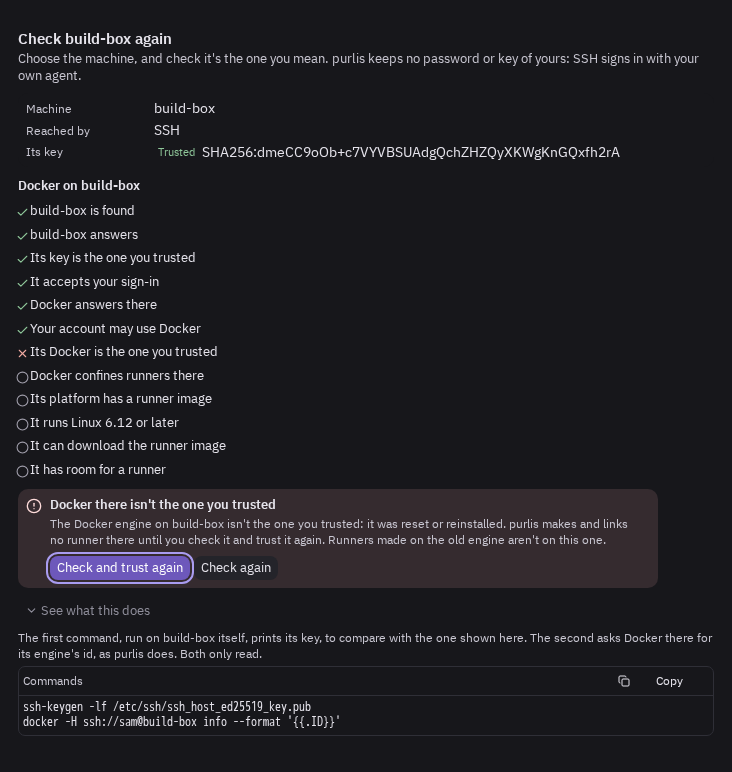 Check build-box again
Choose the machine, and check it's the one you mean. purlis keeps no password or key of yours: SSH signs in with your
own agent.
Machine build-box
Reached by SSH
Its key Trusted SHA256:dmeCC9oOb+c7VYVBSUAdgQchZHZQyXKWgKnGQxfh2rA
Docker on build-box
build-box is found
build-box answers
Its key is the one you trusted
It accepts your sign-in
Docker answers there
Your account may use Docker
Its Docker is the one you trusted
Docker confines runners there
Its platform has a runner image
It runs Linux 6.12 or later
It can download the runner image
It has room for a runner
Docker there isn't the one you trusted
The Docker engine on build-box isn't the one you trusted: it was reset or reinstalled. purlis makes and links
no runner there until you check it and trust it again. Runners made on the old engine aren't on this one.
Check and trust again Check again
See what this does
The first command, run on build-box itself, prints its key, to compare with the one shown here. The second asks Docker there for
its engine's id, as purlis does. Both only read.
Commands Copy
ssh-keygen -lf /etc/ssh/ssh_host_ed25519_key.pub
docker -H ssh://sam@build-box info --format '{{.ID}}'